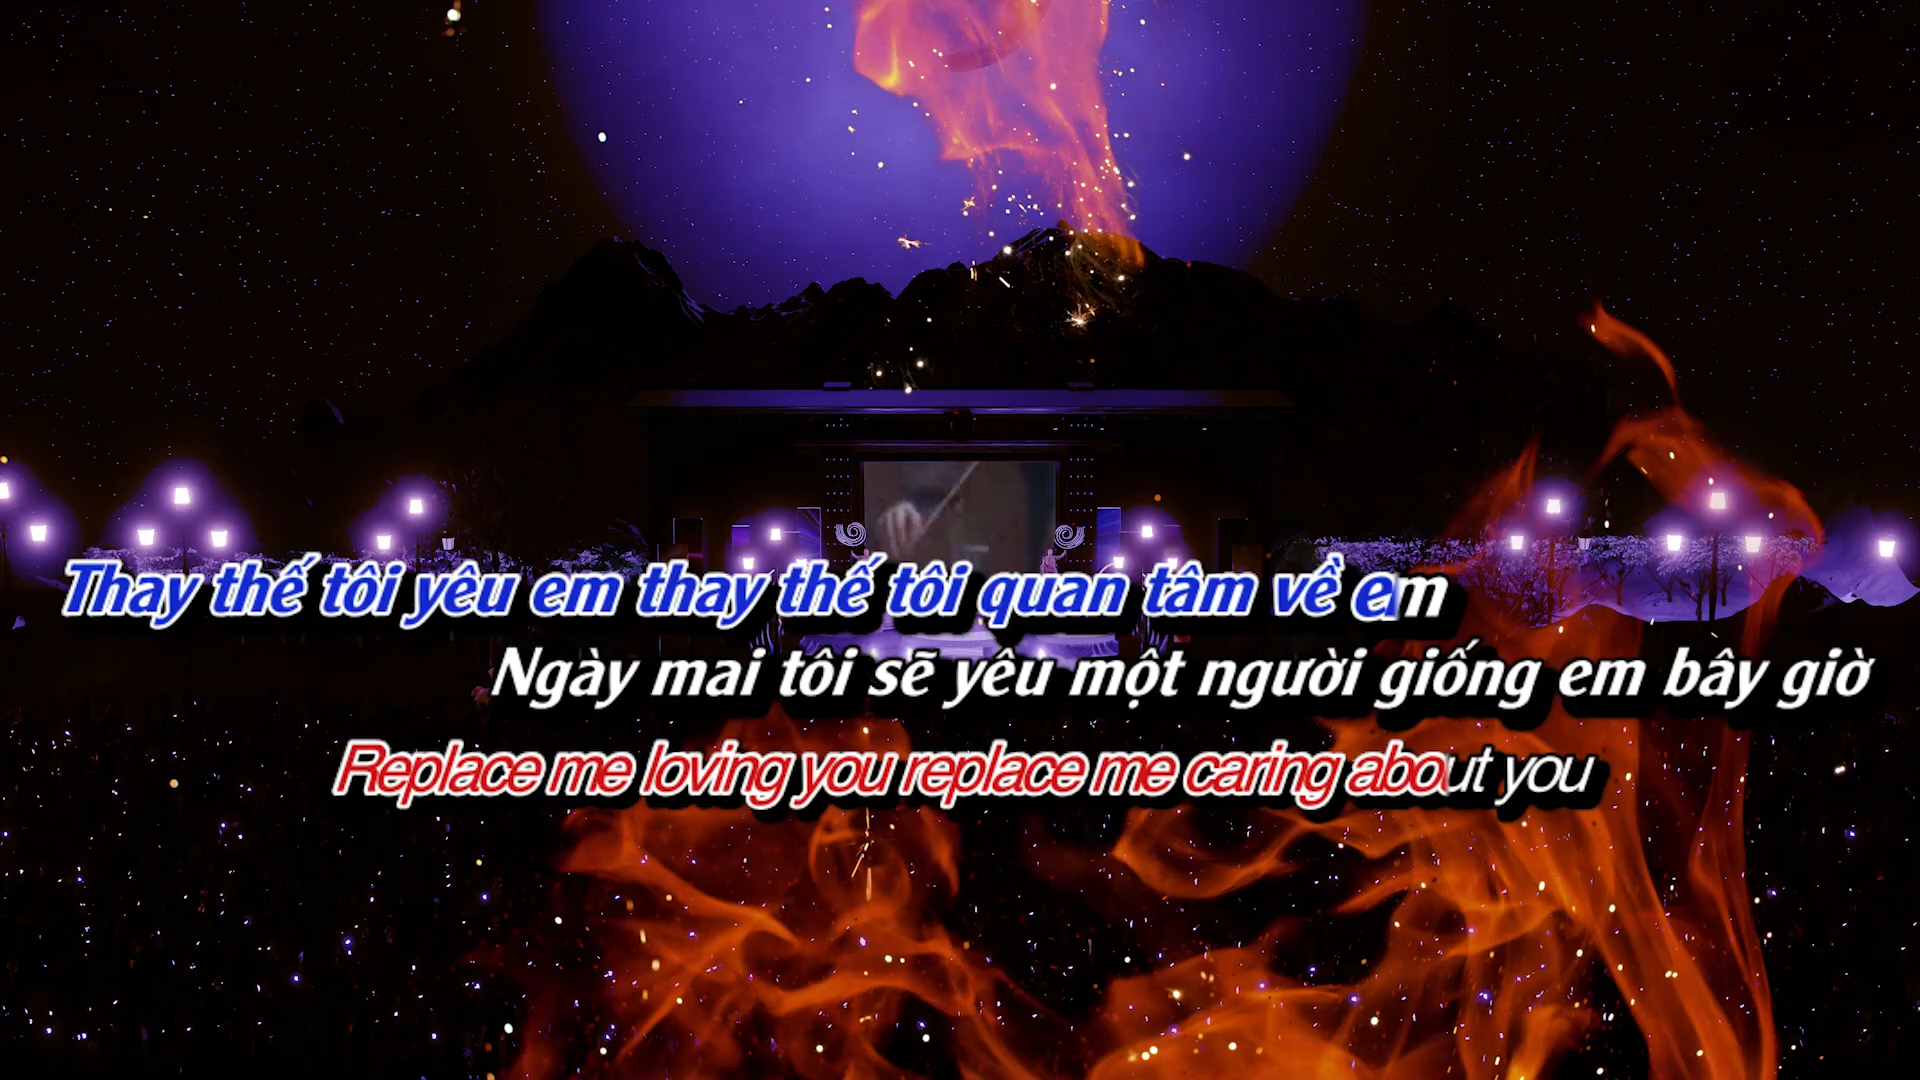 Thay thế tôi yêu em thay thế tôi quan tâm về em
Ngày mai tôi sẽ yêu một người giống em bây giờ
Replace me loving you replace me caring about you